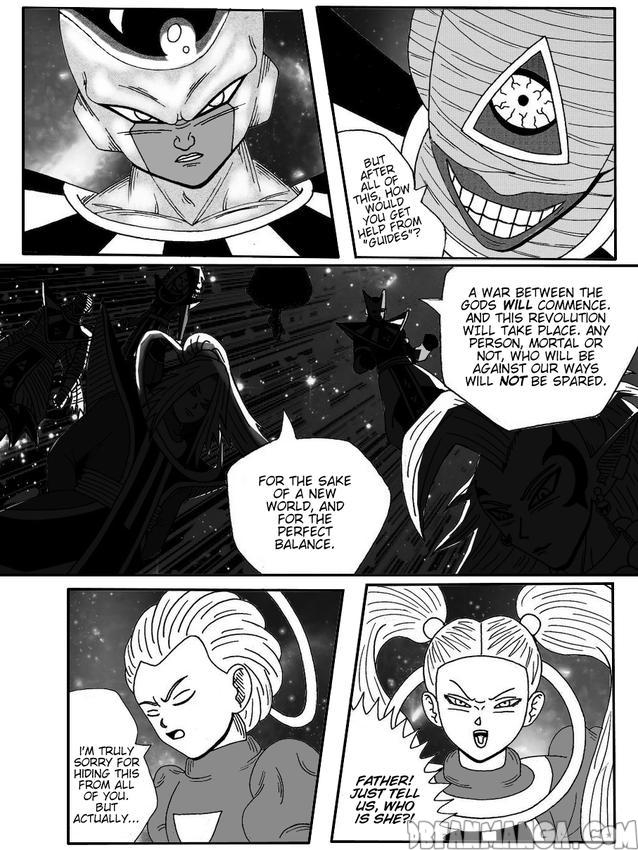 BUT
AFTER
ALL OF
THIS, HOW
WOULD
YOU GET
HELP FROM
"GUIDES"?
A WAR BETWEEN THE
GODS WILL COMMENCE.
AND THIS REVOLUTION
WILL TAKE PLACE. ANY
PERSON, MORTAL OR
NOT, WHO WILL BE
AGAINST OUR WAYS
WILL NOT BE SPARED.
FOR THE SAKE
OF A NEW
WORLD, AND
FOR THE
PERFECT
BALANCE.
I'M TRULY
SORRY FOR
HIDING THIS
FROM ALL
OF YOU.
BUT
ACTUALLY...
FATHER!
JUST TELL
US, WHO
IS SHE?!
DBFANMANGA.COM